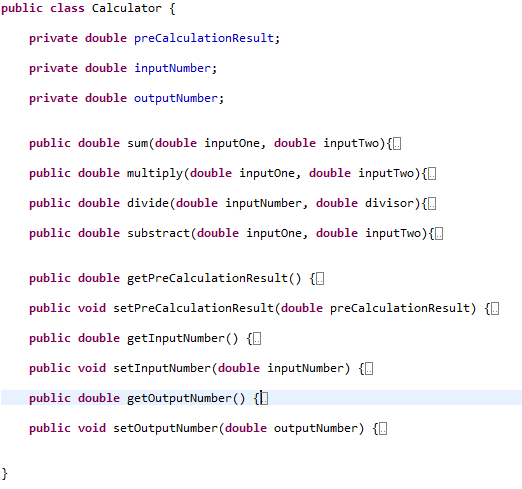 public class Calculator {
private double preCalculationResult;
private double inputNumber;
private double outputNumber;
public double sum(double inputOne, double inputTwo){..
public double multiply(double inputOne, double inputTwo){..
public double divide(double inputNumber, double divisor){..
public double substract(double inputOne, double inputTwo){..
public double getPreCalculationResult() {..
public void setPreCalculationResult(double preCalculationResult) {..
public double getInputNumber() {..
public void setInputNumber(double inputNumber) {..
public double getOutputNumber() {..
public void setOutputNumber(double outputNumber) {..
}